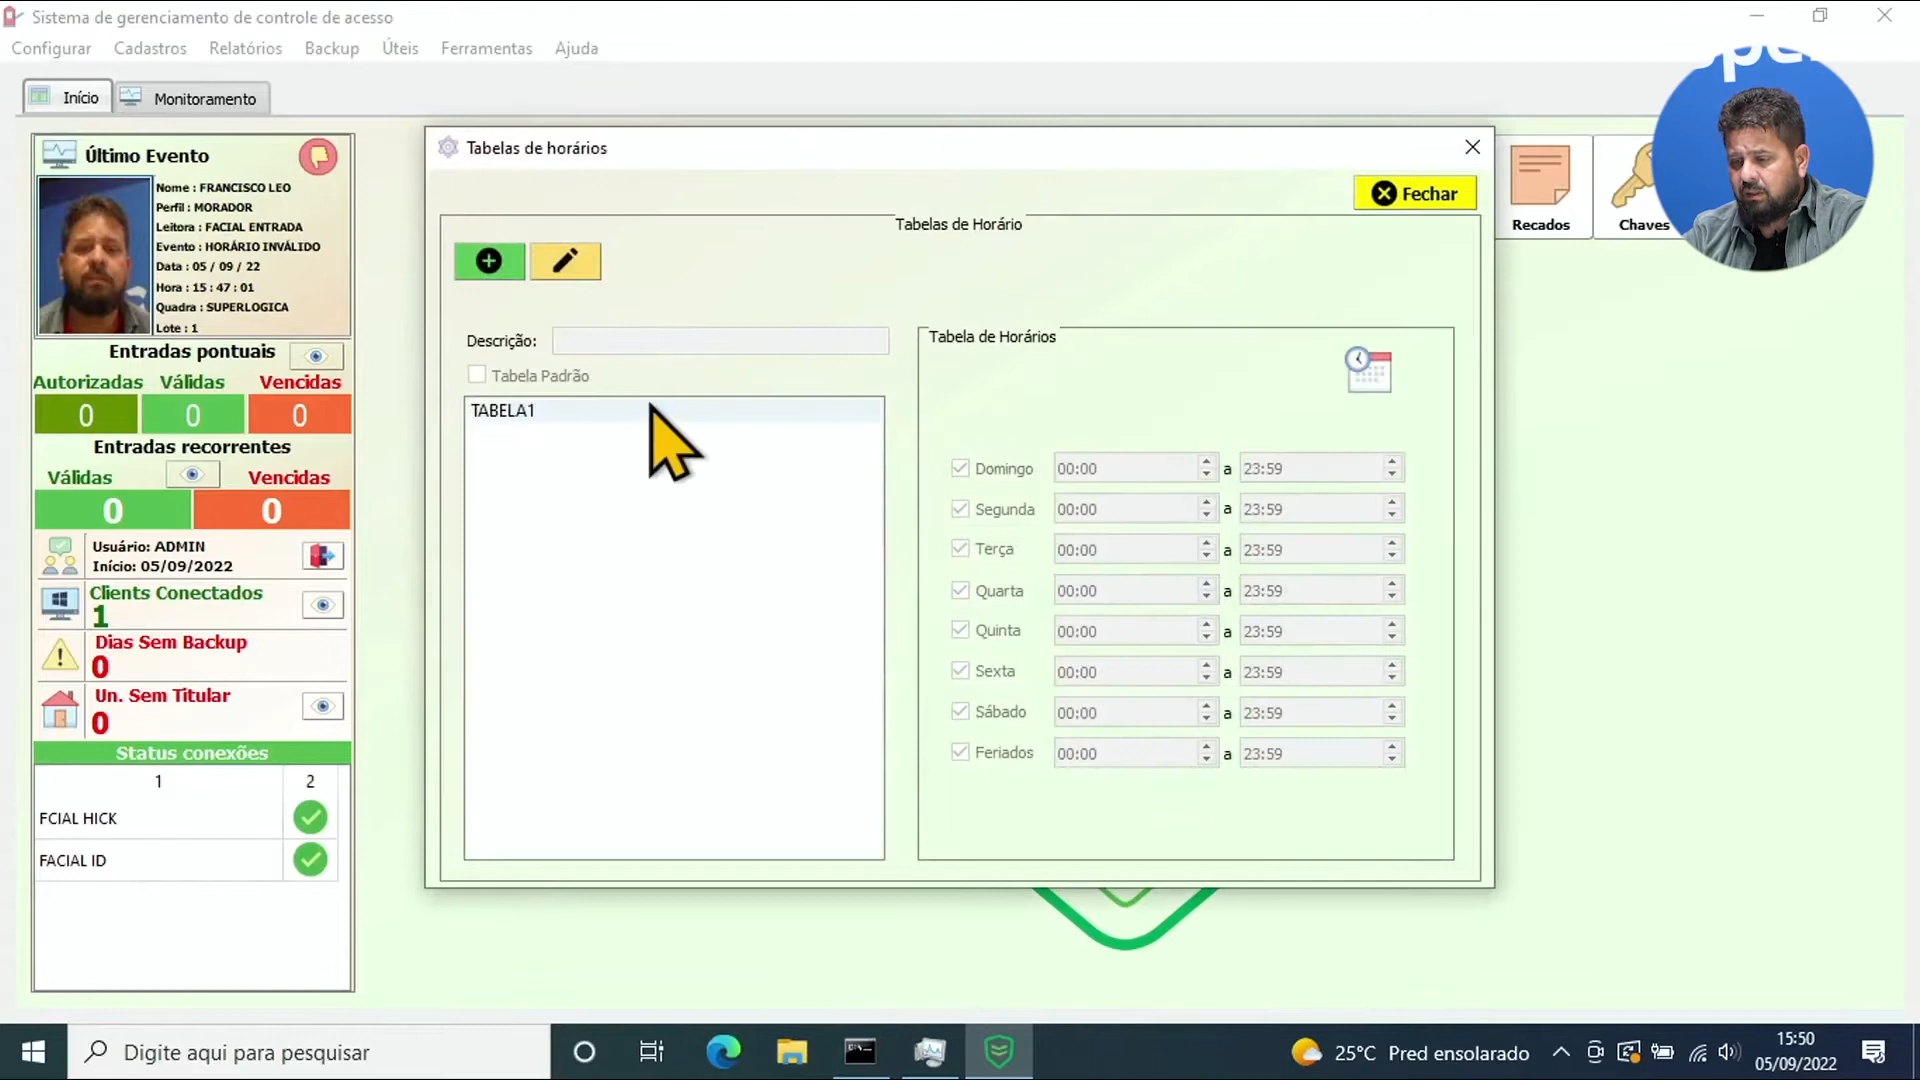 Sistema de gerenciamento de controle de acesso
Configurar Cadastros Relatórios Backup Úteis Ferramentas Ajuda
Início Monitoramento
Último Evento
Nome : FRANCISCO LEO
Perfil : MORADOR
Leitora : FACIAL ENTRADA
Evento : HORÁRIO INVÁLIDO
Data : 05 / 09 / 22
Hora : 15 : 47 : 01
Quadra : SUPERLOGICA
Lote : 1
Entradas pontuais
Autorizadas Válidas Vencidas
0 0 0
Entradas recorrentes
Válidas Vencidas
0 0
Usuário: ADMIN
Início: 05/09/2022
Clients Conectados
1
Dias Sem Backup
0
Un. Sem Titular
0
Status conexões
1 2
FCIAL HICK
FACIAL ID
Tabelas de horários
Fechar
Tabelas de Horário
Descrição:
Tabela Padrão
TABELA1
Tabela de Horários
Domingo 00:00 a 23:59
Segunda 00:00 a 23:59
Terça 00:00 a 23:59
Quarta 00:00 a 23:59
Quinta 00:00 a 23:59
Sexta 00:00 a 23:59
Sábado 00:00 a 23:59
Feriados 00:00 a 23:59
Recados
Chaves
Digite aqui para pesquisar
25°C Pred ensolarado
15:50
05/09/2022